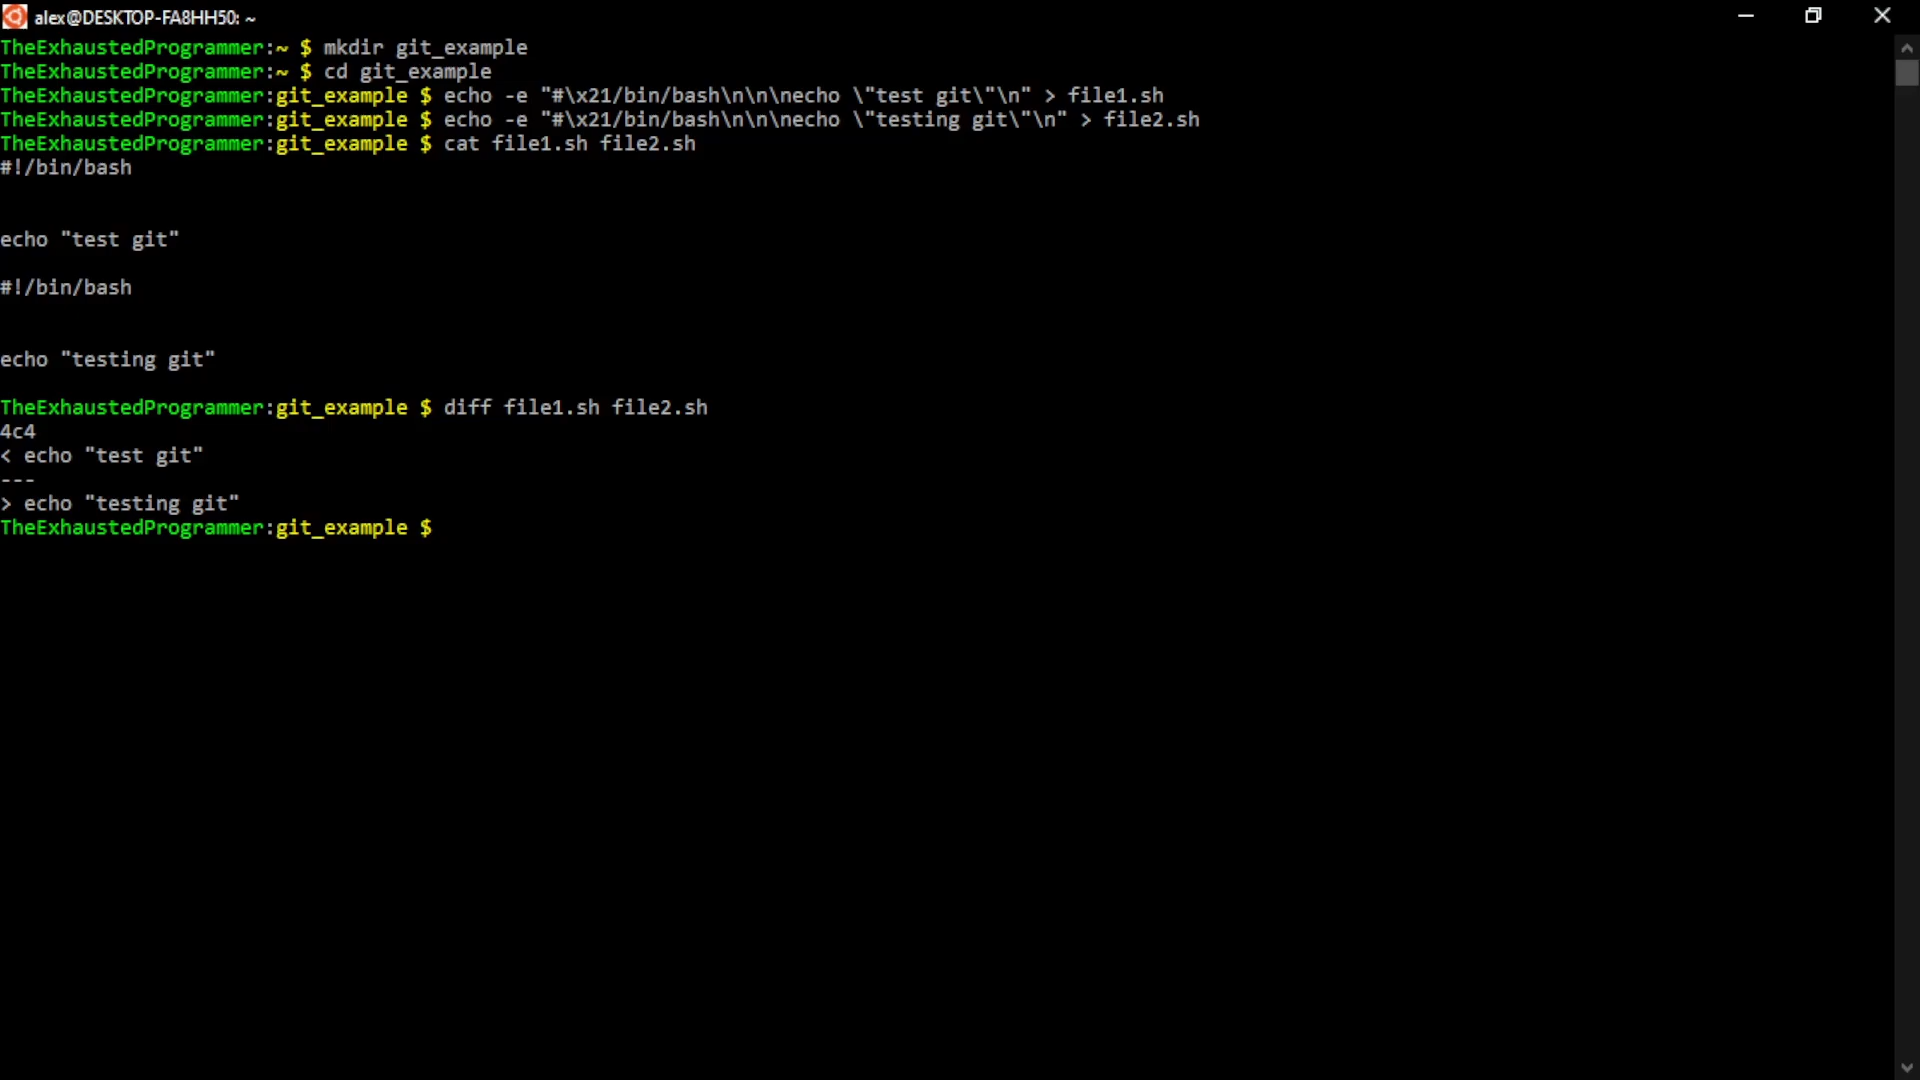 alex@DESKTOP-FA8HH50: ~
TheExhaustedProgrammer:~ $ mkdir git_example
TheExhaustedProgrammer:~ $ cd git_example
TheExhaustedProgrammer:git_example $ echo -e "#\x21/bin/bash\n\n\necho \"test git\"\n" > file1.sh
TheExhaustedProgrammer:git_example $ echo -e "#\x21/bin/bash\n\n\necho \"testing git\"\n" > file2.sh
TheExhaustedProgrammer:git_example $ cat file1.sh file2.sh
#!/bin/bash
echo "test git"
#!/bin/bash
echo "testing git"
TheExhaustedProgrammer:git_example $ diff file1.sh file2.sh
4c4
< echo "test git"
---
> echo "testing git"
TheExhaustedProgrammer:git_example $